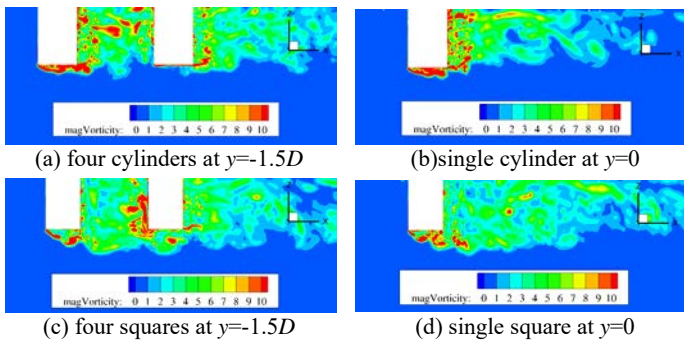 Z
X
magVorticity: 0 1 2 3 4 5 6 7 8 9 10
(a) four cylinders at y=-1.5D
Z
X
magVorticity: 0 1 2 3 4 5 6 7 8 9 10
(b)single cylinder at y=0
Z
X
magVorticity: 0 1 2 3 4 5 6 7 8 9 10
(c) four squares at y=-1.5D
Z
X
magVorticity: 0 1 2 3 4 5 6 7 8 9 10
(d) single square at y=0